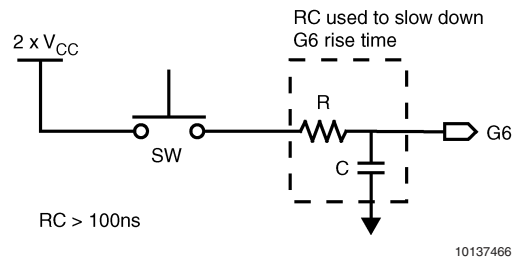 RC used to slow down
G6 rise time
2 x VCC
R
G6
SW
C
RC > 100ns
10137466